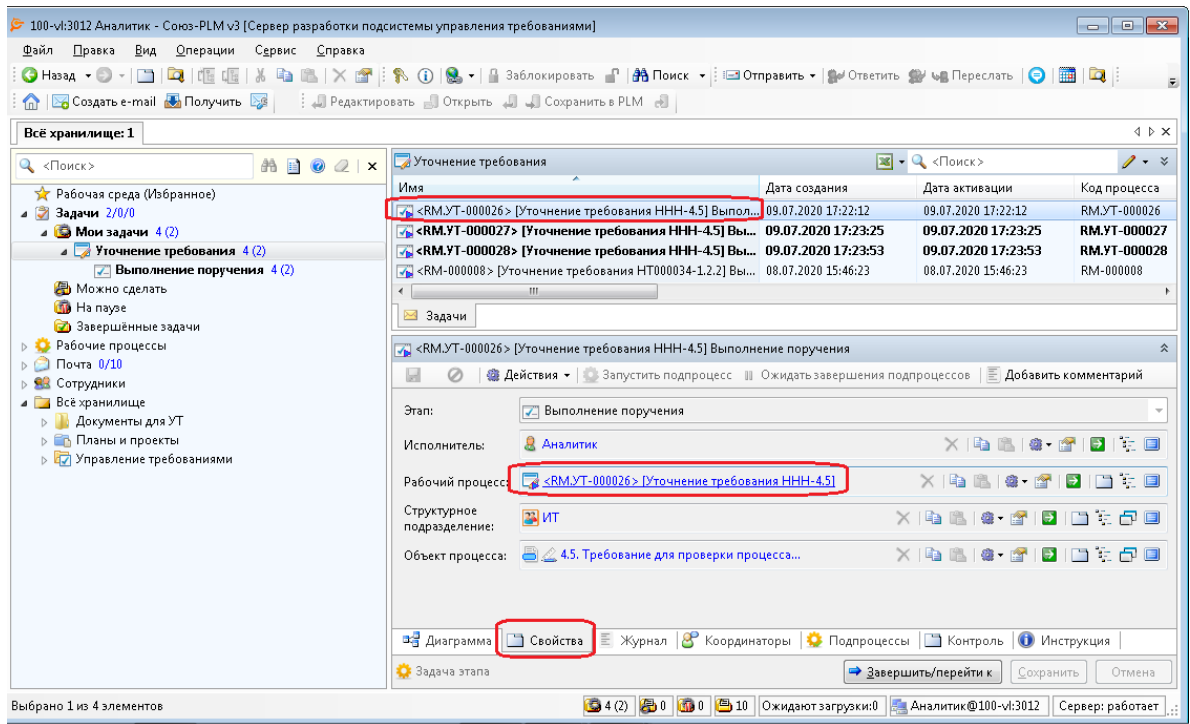 100-vl:3012 Аналитик - Союз-PLM v3 [Сервер разработки подсистемы управления требованиями]
Файл Правка Вид Операции Сервис Справка
Назад Заблокировать Поиск Отправить Ответить Переслать
Создать e-mail Получить Редактировать Открыть Сохранить в PLM
Всё хранилище: 1
<Поиск>
Рабочая среда (Избранное)
Задачи 2/0/0
Мои задачи 4 (2)
Уточнение требования 4 (2)
Выполнение поручения 4 (2)
Можно сделать
На паузе
Завершённые задачи
Рабочие процессы
Почта 0/10
Сотрудники
Всё хранилище
Документы для УТ
Планы и проекты
Управление требованиями
Уточнение требования <Поиск>
Имя Дата создания Дата активации Код процесса
<RM.УТ-000026> [Уточнение требования ННН-4.5] Выпол... 09.07.2020 17:22:12 09.07.2020 17:22:12 RM.УТ-000026
<RM.УТ-000027> [Уточнение требования ННН-4.5] Вы... 09.07.2020 17:23:25 09.07.2020 17:23:25 RM.УТ-000027
<RM.УТ-000028> [Уточнение требования ННН-4.5] Вы... 09.07.2020 17:23:53 09.07.2020 17:23:53 RM.УТ-000028
<RM-000008> [Уточнение требования НТ000034-1.2.2] Вы... 08.07.2020 15:46:23 08.07.2020 15:46:23 RM-000008
Задачи
<RM.УТ-000026> [Уточнение требования ННН-4.5] Выполнение поручения
Действия Запустить подпроцесс Ожидать завершения подпроцессов Добавить комментарий
Этап: Выполнение поручения
Исполнитель: Аналитик
Рабочий процесс: <RM.УТ-000026> [Уточнение требования ННН-4.5]
Структурное подразделение: ИТ
Объект процесса: 4.5. Требование для проверки процесса...
Диаграмма Свойства Журнал Координаторы Подпроцессы Контроль Инструкция
Задача этапа Завершить/перейти к Сохранить Отмена
Выбрано 1 из 4 элементов 4 (2) 0 0 10 Ожидают загрузки:0 Аналитик@100-vl:3012 Сервер: работает